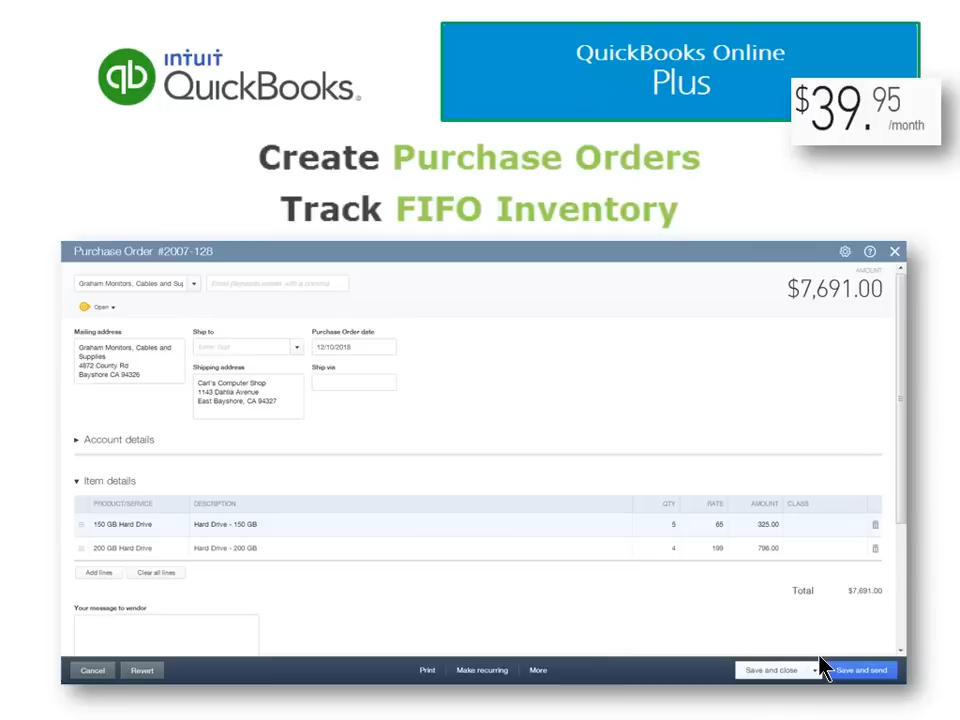 intuit
qb QuickBooks.
QuickBooks Online
Plus
$39.95 /month
Create Purchase Orders
Track FIFO Inventory
Purchase Order #2007-128
AMOUNT
Graham Monitors, Cables and Sup
$7,691.00
Open
Mailing address
Ship to
Purchase Order date
Graham Monitors, Cables and
Supplies
4872 County Rd
Bayshore CA 94326
12/10/2018
Shipping address
Ship via
Carl's Computer Shop
1143 Dahlia Avenue
East Bayshore, CA 94327
Account details
Item details
PRODUCT/SERVICE DESCRIPTION QTY RATE AMOUNT CLASS
150 GB Hard Drive Hard Drive - 150 GB 5 65 325.00
200 GB Hard Drive Hard Drive - 200 GB 4 199 796.00
Add lines Clear all lines
Total $7,691.00
Your message to vendor
Cancel Revert Print Make recurring More Save and close Save and send